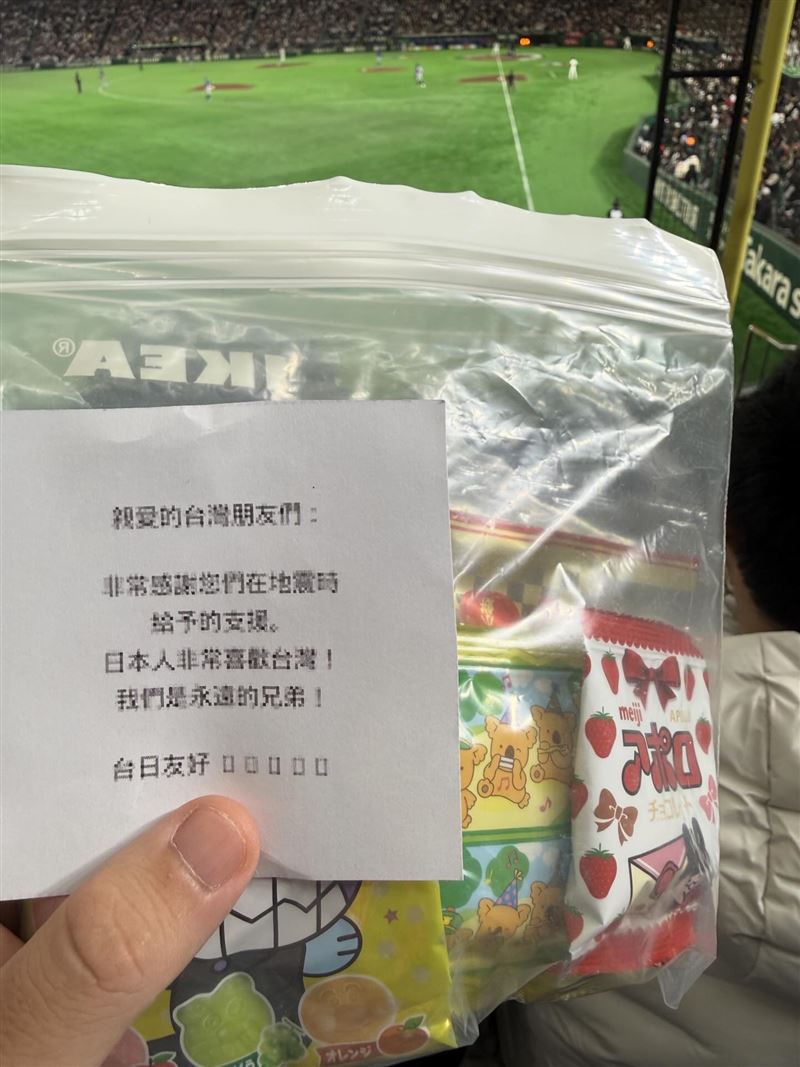 akara s
IKEA®
親愛的台灣朋友們：
非常感謝您們在地震時
給予的支援。
日本人非常喜歡台灣！
我們是永遠的兄弟！
台日友好 ▯▯▯▯▯
meiji
アポロ
オレンジ